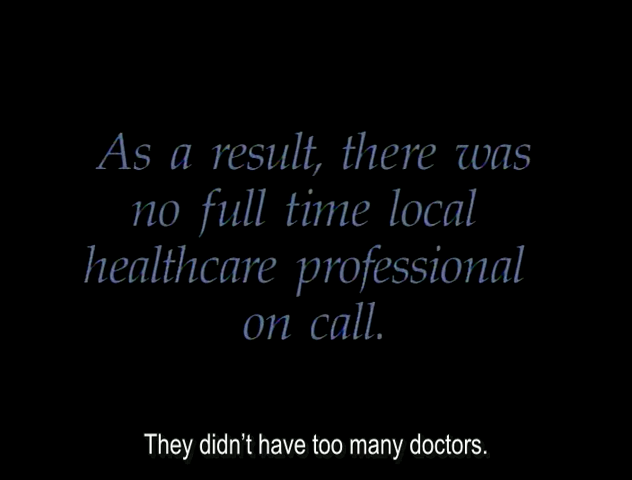 As a result, there was
no full time local
healthcare professional
on call.
They didn't have too many doctors.